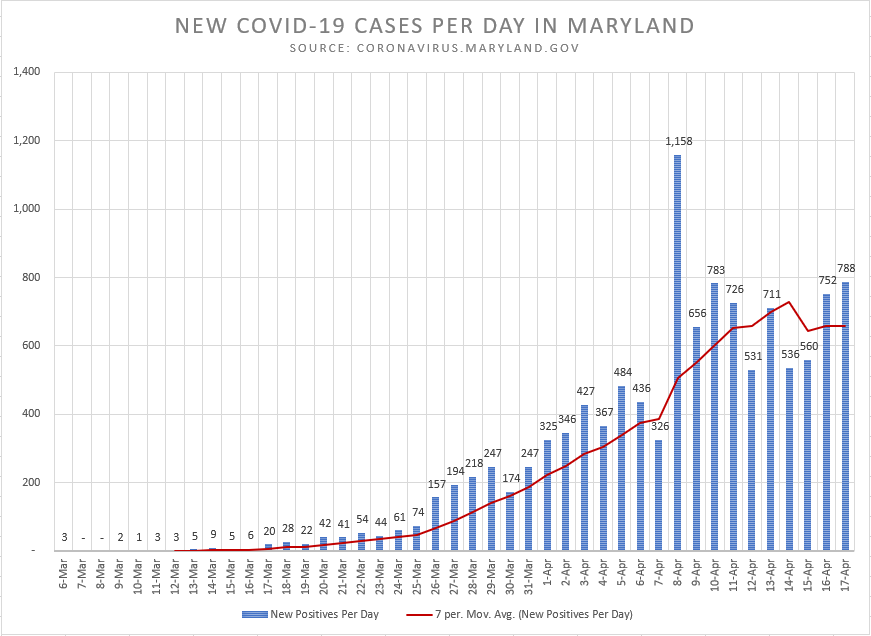 NEW COVID-19 CASES PER DAY IN MARYLAND
SOURCE: CORONAVIRUS.MARYLAND.GOV
1,400
1,200
1,000
800
600
400
200
-
3 - - 2 1 3 3 5 9 5 6 20 28 22 42 41 54 44 61 74 157 194 218 247 174 247 325 346 427 367 484 436 326 1,158 656 783 726 531 711 536 560 752 788
6-Mar 7-Mar 8-Mar 9-Mar 10-Mar 11-Mar 12-Mar 13-Mar 14-Mar 15-Mar 16-Mar 17-Mar 18-Mar 19-Mar 20-Mar 21-Mar 22-Mar 23-Mar 24-Mar 25-Mar 26-Mar 27-Mar 28-Mar 29-Mar 30-Mar 31-Mar 1-Apr 2-Apr 3-Apr 4-Apr 5-Apr 6-Apr 7-Apr 8-Apr 9-Apr 10-Apr 11-Apr 12-Apr 13-Apr 14-Apr 15-Apr 16-Apr 17-Apr
New Positives Per Day 7 per. Mov. Avg. (New Positives Per Day)